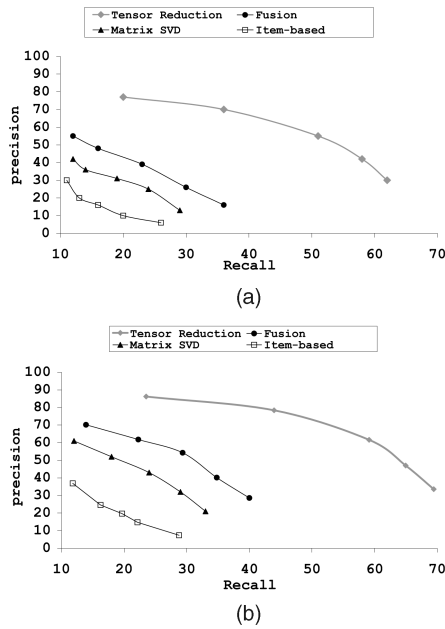 Tensor Reduction Fusion
Matrix SVD Item-based
100
90
80
70
60
50
40
30
20
10
0
precision
10 20 30 40 50 60 70
Recall
(a)
Tensor Reduction Fusion
Matrix SVD Item-based
100
90
80
70
60
50
40
30
20
10
0
precision
10 20 30 40 50 60 70
Recall
(b)